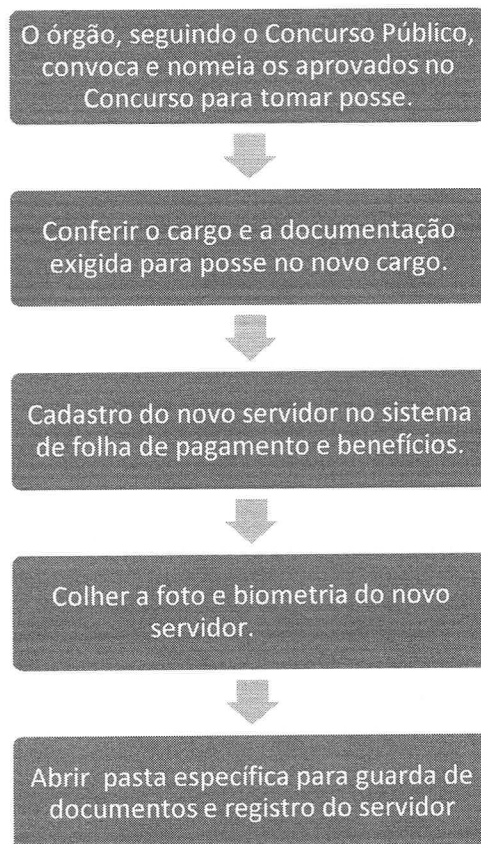 O órgão, seguindo o Concurso Público,
convoca e nomeia os aprovados no
Concurso para tomar posse.
Conferir o cargo e a documentação
exigida para posse no novo cargo.
Cadastro do novo servidor no sistema
de folha de pagamento e benefícios.
Colher a foto e biometria do novo
servidor.
Abrir pasta específica para guarda de
documentos e registro do servidor